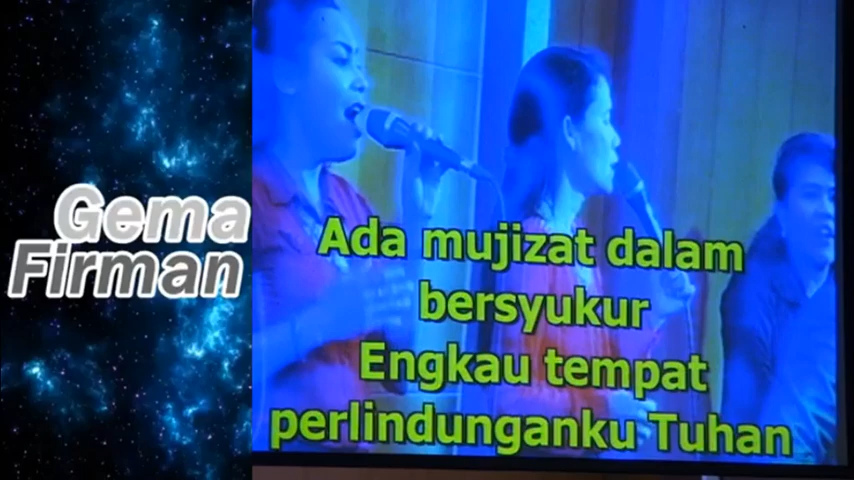 Gema
Firman
Ada mujizat dalam
bersyukur
Engkau tempat
perlindunganku Tuhan